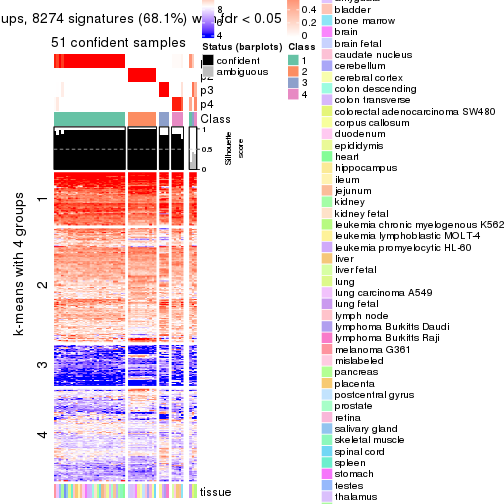 ups, 8274 signatures (68.1%) with fdr < 0.05
51 confident samples
p3
p4
Class
1
0.5
0
Silhouette
score
k-means with 4 groups
1
2
3
4
tissue
8
6
4
0.4
0.2
0
Status (barplots)
confident
ambiguous
Class
1
2
3
4
bladder
bone marrow
brain
brain fetal
caudate nucleus
cerebellum
cerebral cortex
colon descending
colon transverse
colorectal adenocarcinoma SW480
corpus callosum
duodenum
epididymis
heart
hippocampus
ileum
jejunum
kidney
kidney fetal
leukemia chronic myelogenous K562
leukemia lymphoblastic MOLT-4
leukemia promyelocytic HL-60
liver
liver fetal
lung
lung carcinoma A549
lung fetal
lymph node
lymphoma Burkitts Daudi
lymphoma Burkitts Raji
melanoma G361
mislabeled
pancreas
placenta
postcentral gyrus
prostate
retina
salivary gland
skeletal muscle
spinal cord
spleen
stomach
testes
thalamus